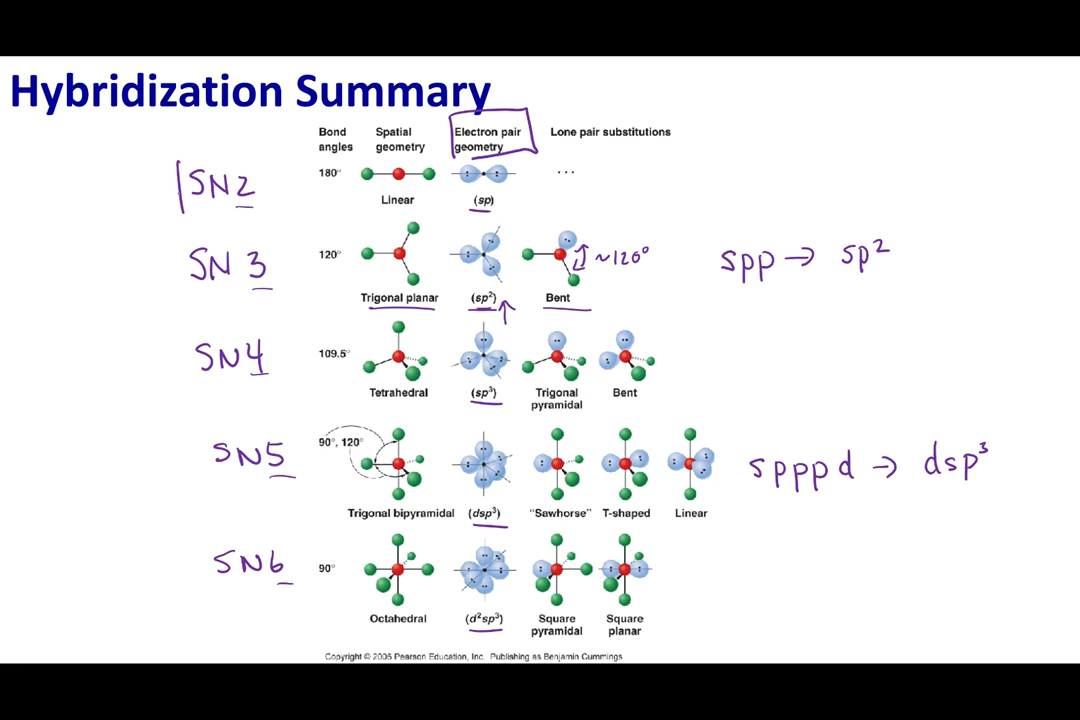 Hybridization Summary
Bond angles
Spatial geometry
Electron pair geometry
Lone pair substitutions
SN2
180°
Linear
(sp)
...
SN 3
120°
Trigonal planar
(sp²)
Bent
~120°
spp → sp²
SN4
109.5°
Tetrahedral
(sp³)
Trigonal pyramidal
Bent
SN5
90°, 120°
Trigonal bipyramidal
(dsp³)
"Sawhorse"
T-shaped
Linear
spppd → dsp³
SN6
90°
Octahedral
(d²sp³)
Square pyramidal
Square planar
Copyright © 2006 Pearson Education, Inc. Publishing as Benjamin Cummings